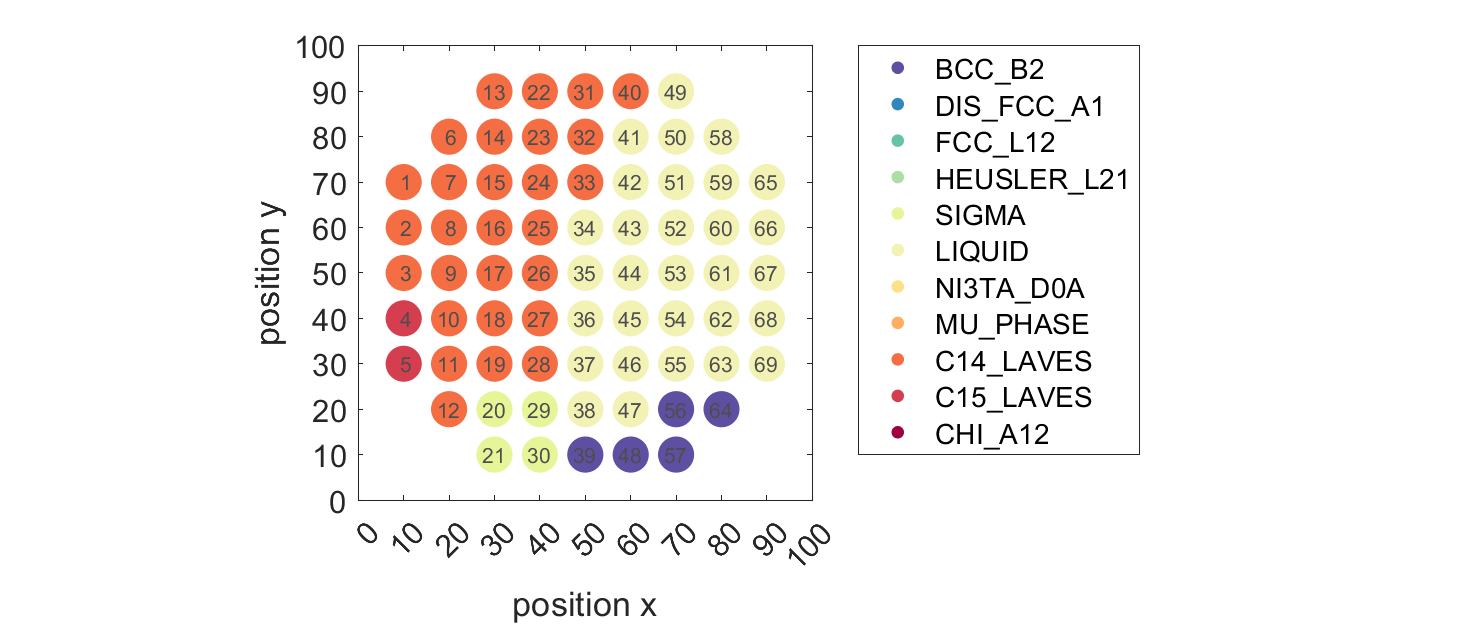 100
90
80
70
60
50
40
30
20
10
0
position y
13 22 31 40 49
6 14 23 32 41 50 58
1 7 15 24 33 42 51 59 65
2 8 16 25 34 43 52 60 66
3 9 17 26 35 44 53 61 67
4 10 18 27 36 45 54 62 68
5 11 19 28 37 46 55 63 69
12 20 29 38 47 56 64
21 30 39 48 57
0 10 20 30 40 50 60 70 80 90 100
position x
BCC_B2
DIS_FCC_A1
FCC_L12
HEUSLER_L21
SIGMA
LIQUID
NI3TA_D0A
MU_PHASE
C14_LAVES
C15_LAVES
CHI_A12